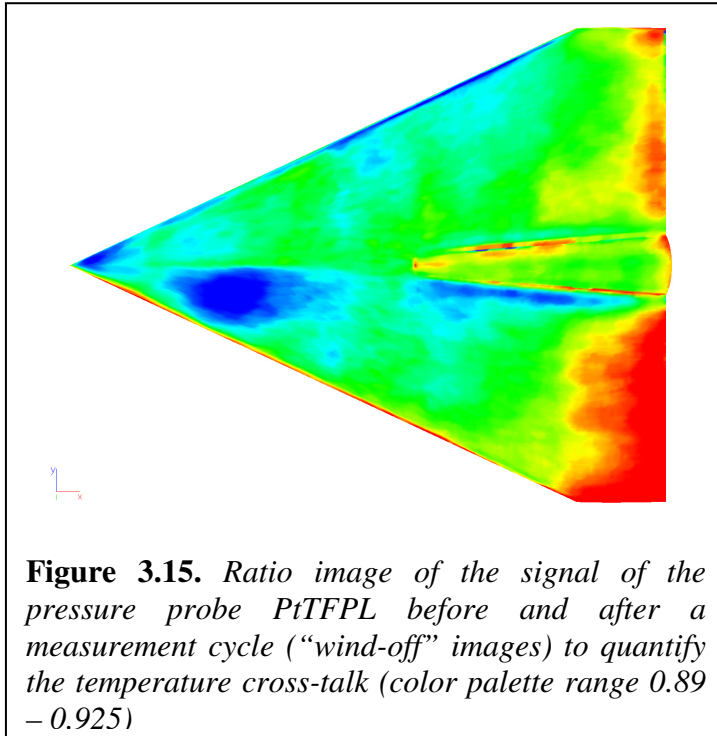 y
x
Figure 3.15. Ratio image of the signal of the
pressure probe PtTFPL before and after a
measurement cycle (“wind-off” images) to quantify
the temperature cross-talk (color palette range 0.89
– 0.925)